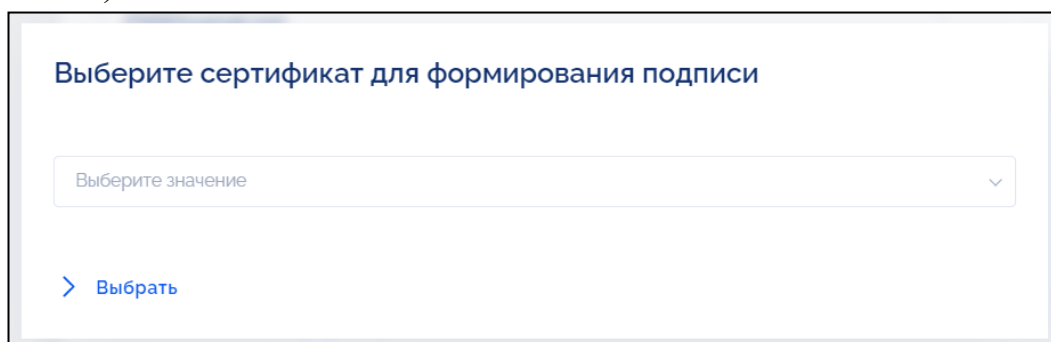 Выберите сертификат для формирования подписи
Выберите значение
Выбрать